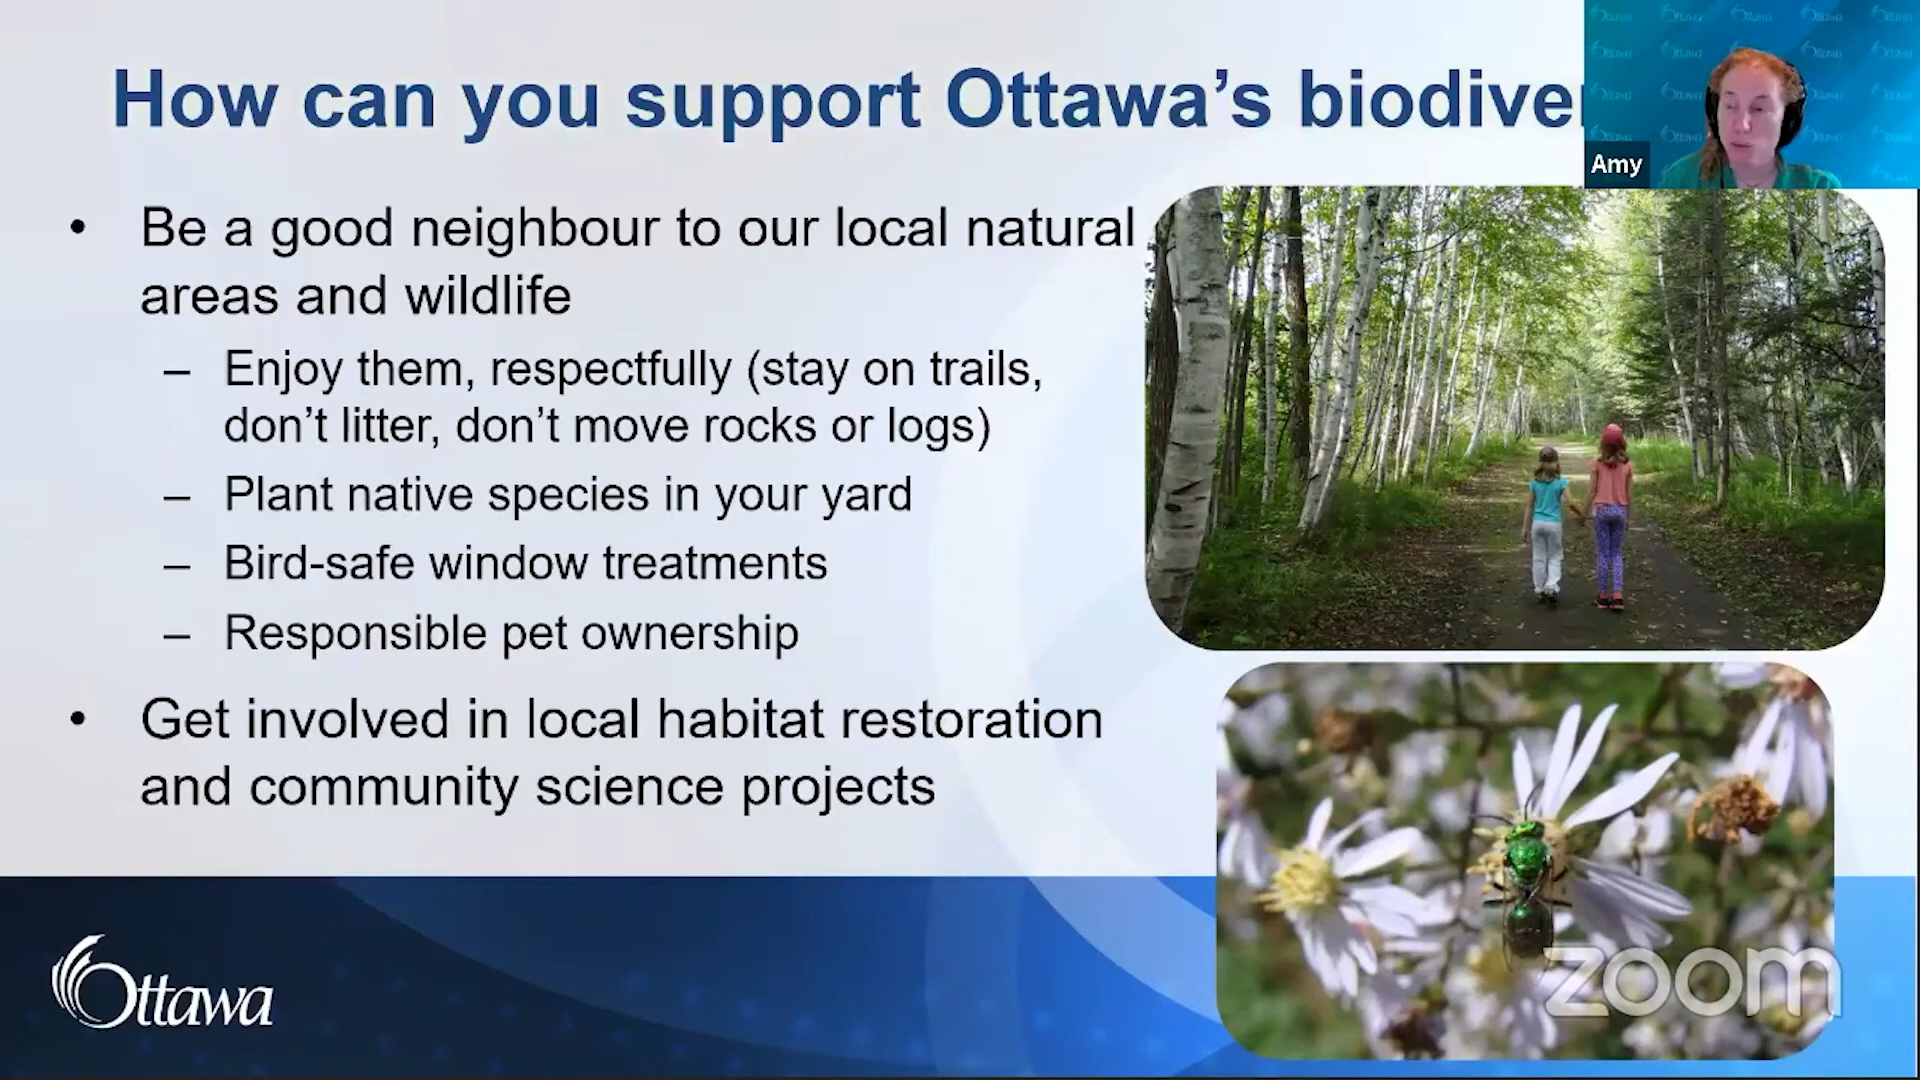 How can you support Ottawa's biodiver
Amy
• Be a good neighbour to our local natural
areas and wildlife
– Enjoy them, respectfully (stay on trails,
don't litter, don't move rocks or logs)
– Plant native species in your yard
– Bird-safe window treatments
– Responsible pet ownership
• Get involved in local habitat restoration
and community science projects
Ottawa
zoom